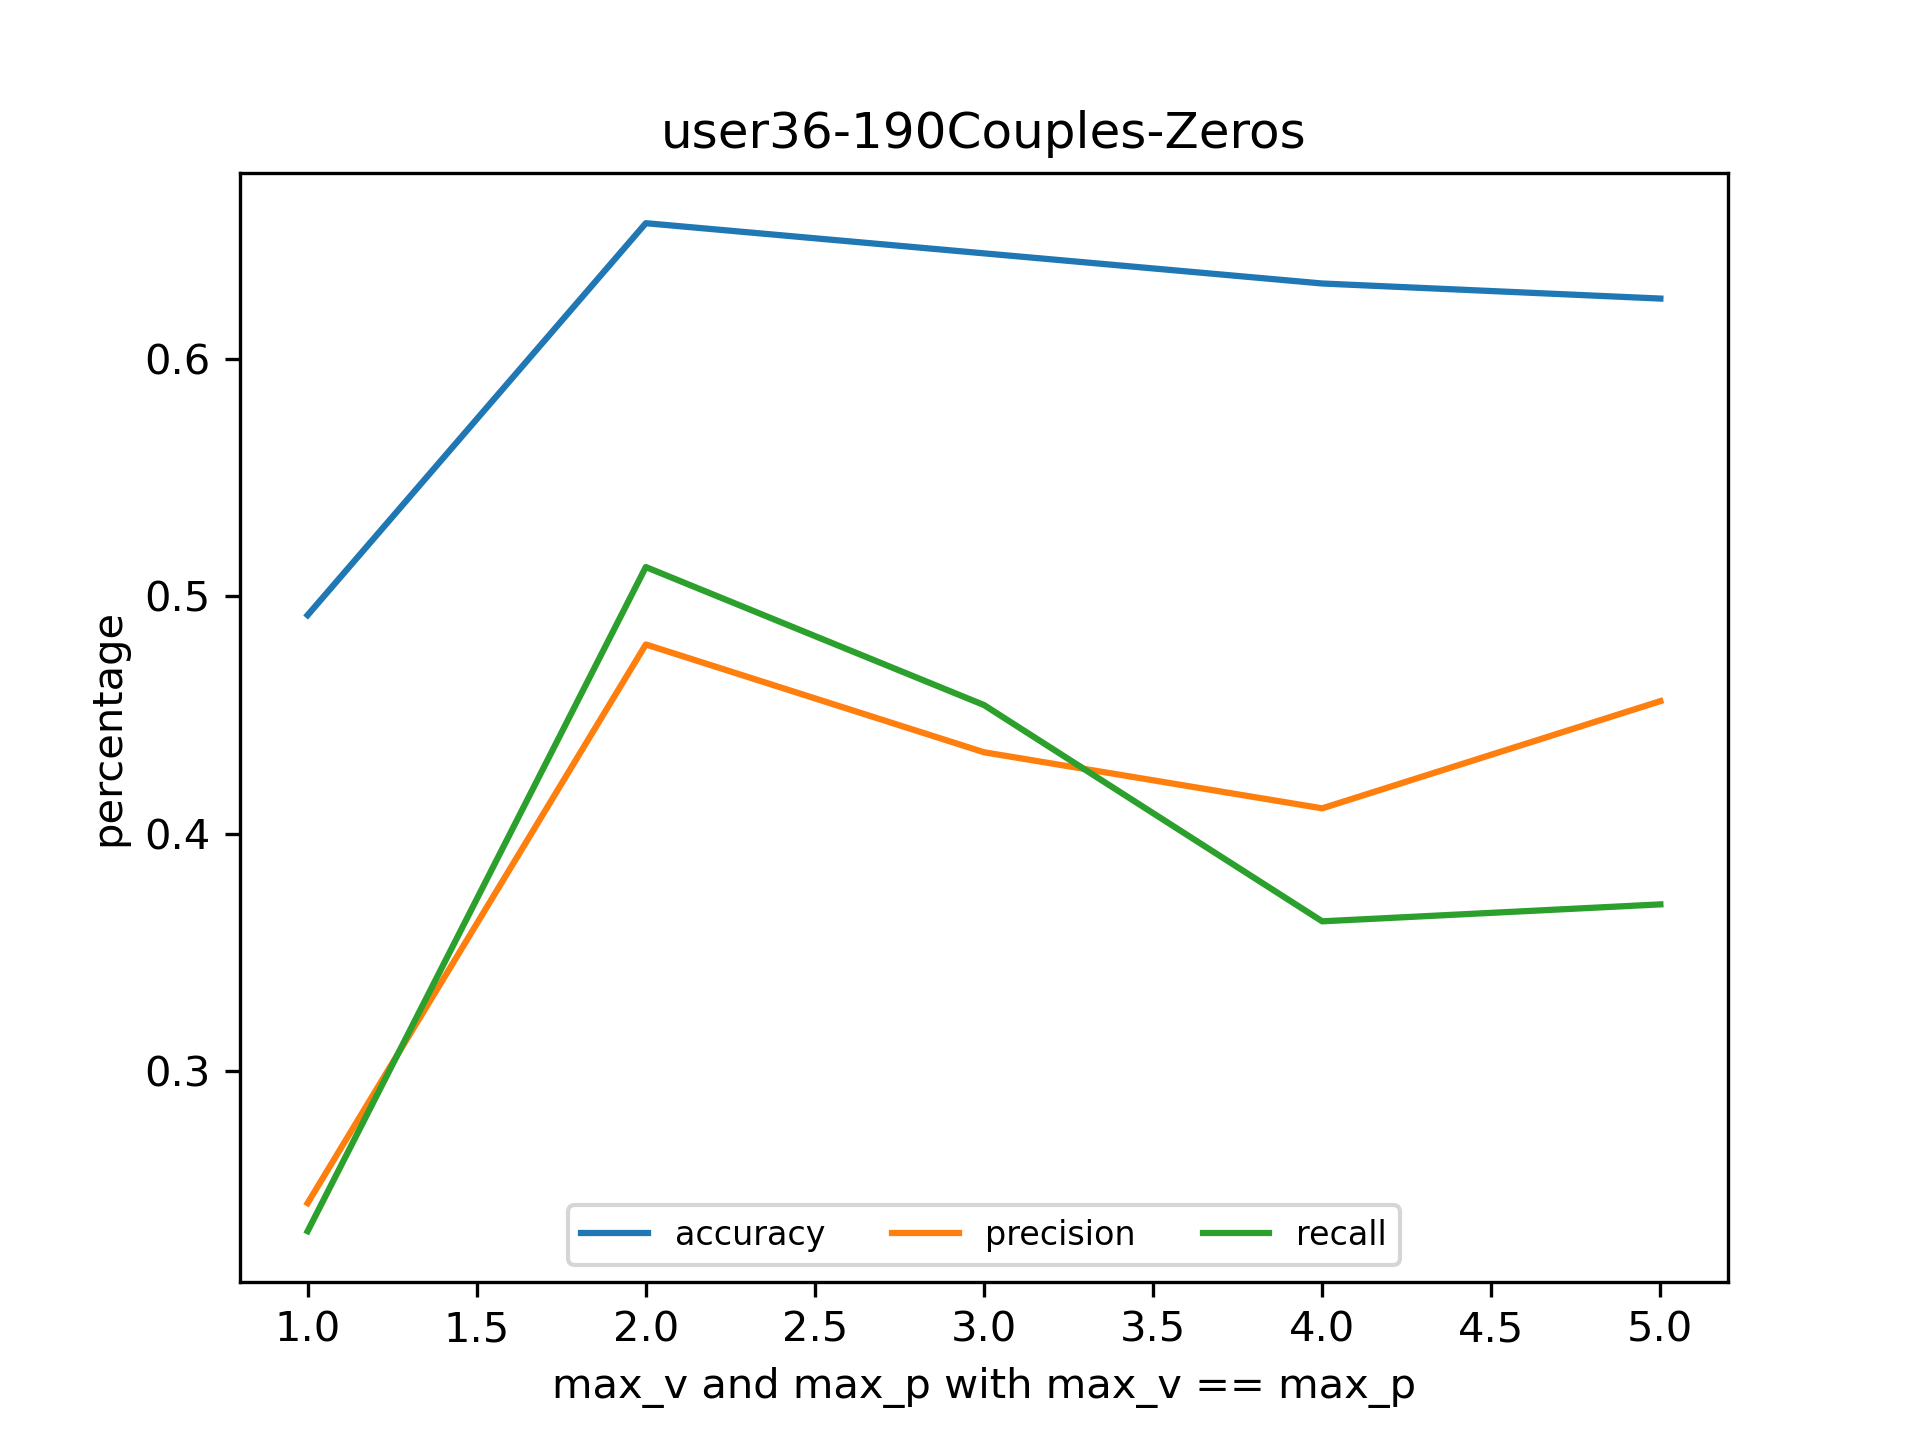 user36-190Couples-Zeros
percentage
0.6
0.5
0.4
0.3
accuracy precision recall
1.0 1.5 2.0 2.5 3.0 3.5 4.0 4.5 5.0
max_v and max_p with max_v == max_p